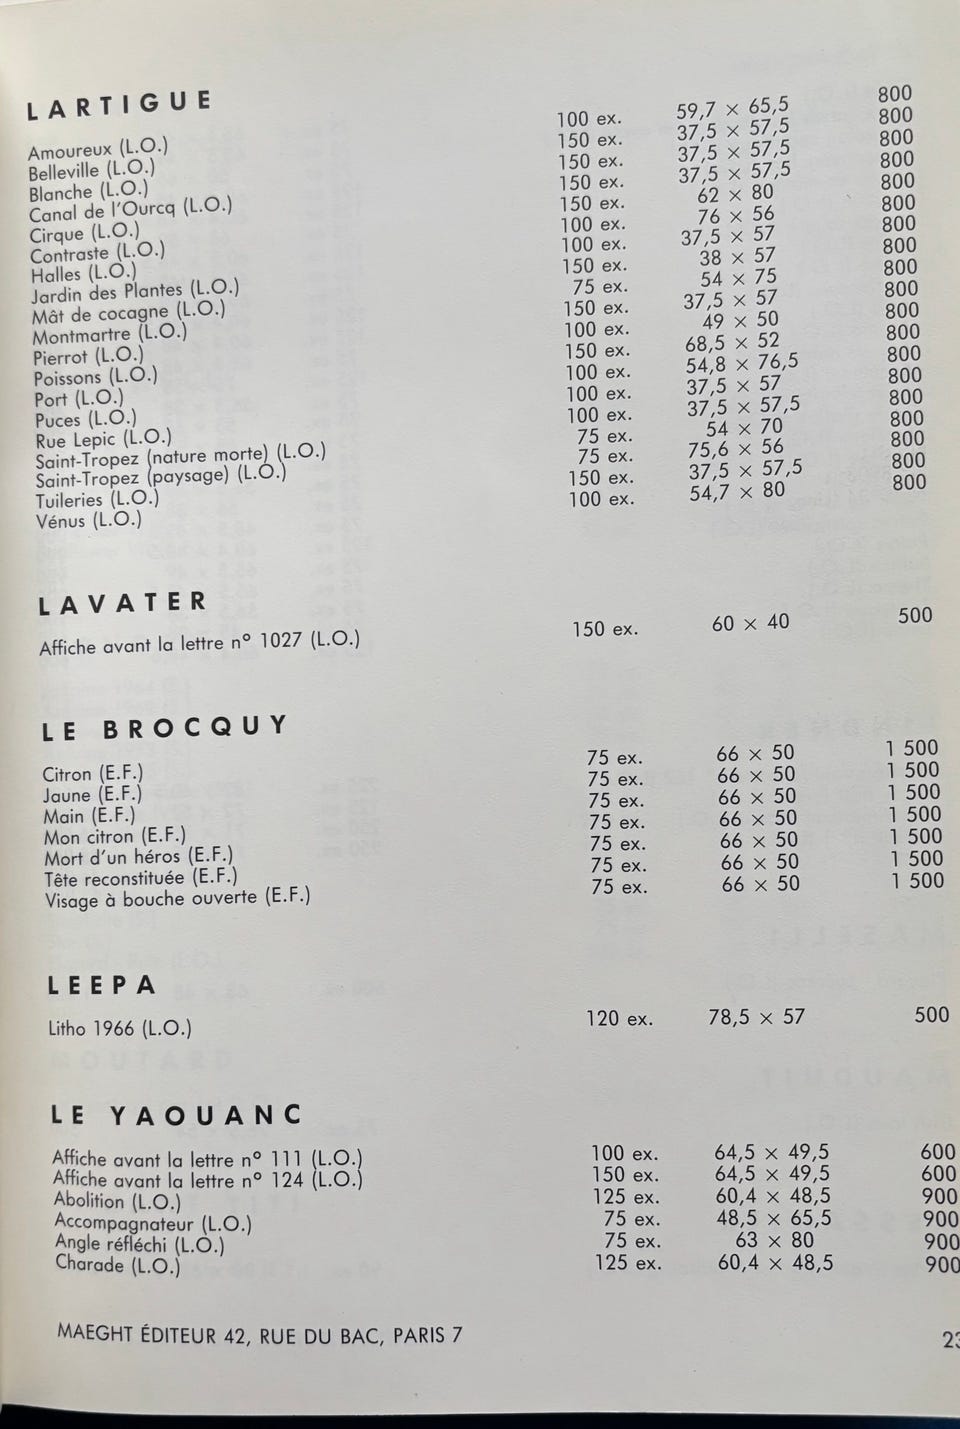 LARTIGUE
Amoureux (L.O.) 100 ex. 59,7 × 65,5 800
Belleville (L.O.) 150 ex. 37,5 × 57,5 800
Blanche (L.O.) 150 ex. 37,5 × 57,5 800
Canal de l'Ourcq (L.O.) 150 ex. 37,5 × 57,5 800
Cirque (L.O.) 150 ex. 62 × 80 800
Contraste (L.O.) 100 ex. 76 × 56 800
Halles (L.O.) 100 ex. 37,5 × 57 800
Jardin des Plantes (L.O.) 150 ex. 38 × 57 800
Mât de cocagne (L.O.) 75 ex. 54 × 75 800
Montmartre (L.O.) 150 ex. 37,5 × 57 800
Pierrot (L.O.) 100 ex. 49 × 50 800
Poissons (L.O.) 150 ex. 68,5 × 52 800
Port (L.O.) 100 ex. 54,8 × 76,5 800
Puces (L.O.) 100 ex. 37,5 × 57 800
Rue Lepic (L.O.) 100 ex. 37,5 × 57,5 800
Saint-Tropez (nature morte) (L.O.) 75 ex. 54 × 70 800
Saint-Tropez (paysage) (L.O.) 75 ex. 75,6 × 56 800
Tuileries (L.O.) 150 ex. 37,5 × 57,5 800
Vénus (L.O.) 100 ex. 54,7 × 80 800
LAVATER
Affiche avant la lettre n° 1027 (L.O.) 150 ex. 60 × 40 500
LE BROCQUY
Citron (E.F.) 75 ex. 66 × 50 1 500
Jaune (E.F.) 75 ex. 66 × 50 1 500
Main (E.F.) 75 ex. 66 × 50 1 500
Mon citron (E.F.) 75 ex. 66 × 50 1 500
Mort d'un héros (E.F.) 75 ex. 66 × 50 1 500
Tête reconstituée (E.F.) 75 ex. 66 × 50 1 500
Visage à bouche ouverte (E.F.) 75 ex. 66 × 50 1 500
LEEPA
Litho 1966 (L.O.) 120 ex. 78,5 × 57 500
LE YAOUANC
Affiche avant la lettre n° 111 (L.O.) 100 ex. 64,5 × 49,5 600
Affiche avant la lettre n° 124 (L.O.) 150 ex. 64,5 × 49,5 600
Abolition (L.O.) 125 ex. 60,4 × 48,5 900
Accompagnateur (L.O.) 75 ex. 48,5 × 65,5 900
Angle réfléchi (L.O.) 75 ex. 63 × 80 900
Charade (L.O.) 125 ex. 60,4 × 48,5 900
MAEGHT ÉDITEUR 42, RUE DU BAC, PARIS 7 23